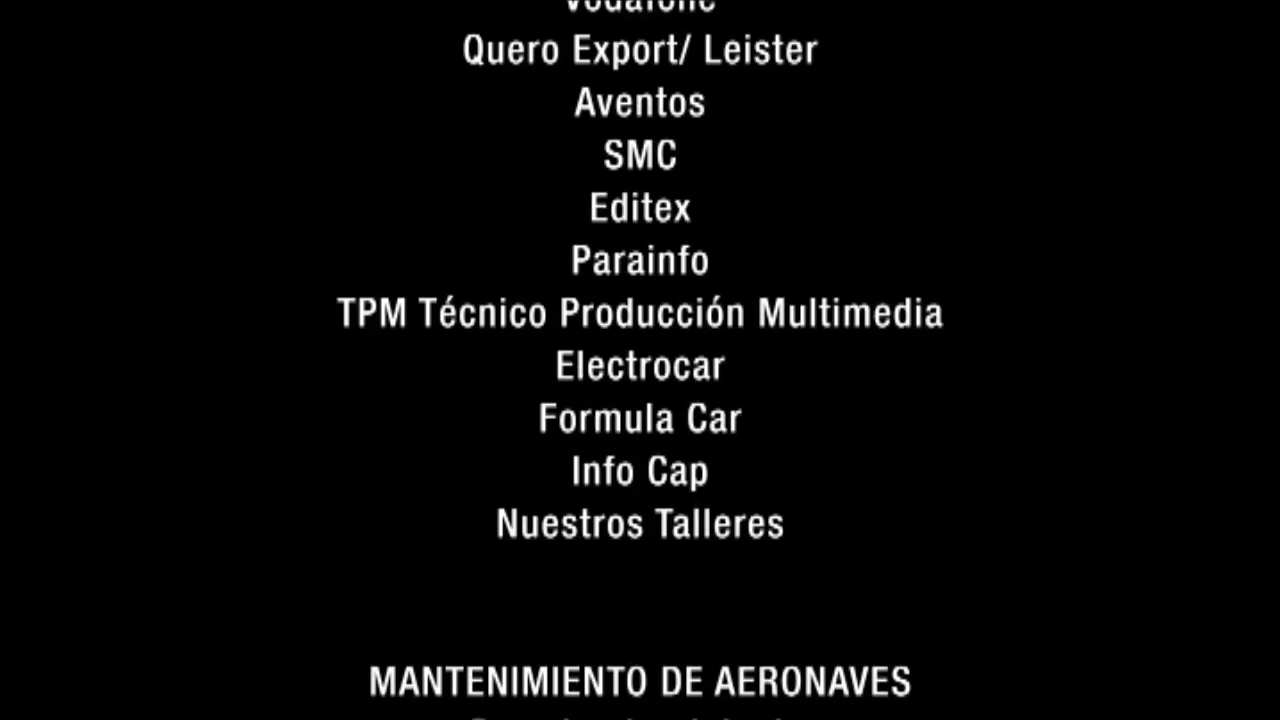 Vodafone
Quero Export/ Leister
Aventos
SMC
Editex
Parainfo
TPM Técnico Producción Multimedia
Electrocar
Formula Car
Info Cap
Nuestros Talleres
MANTENIMIENTO DE AERONAVES